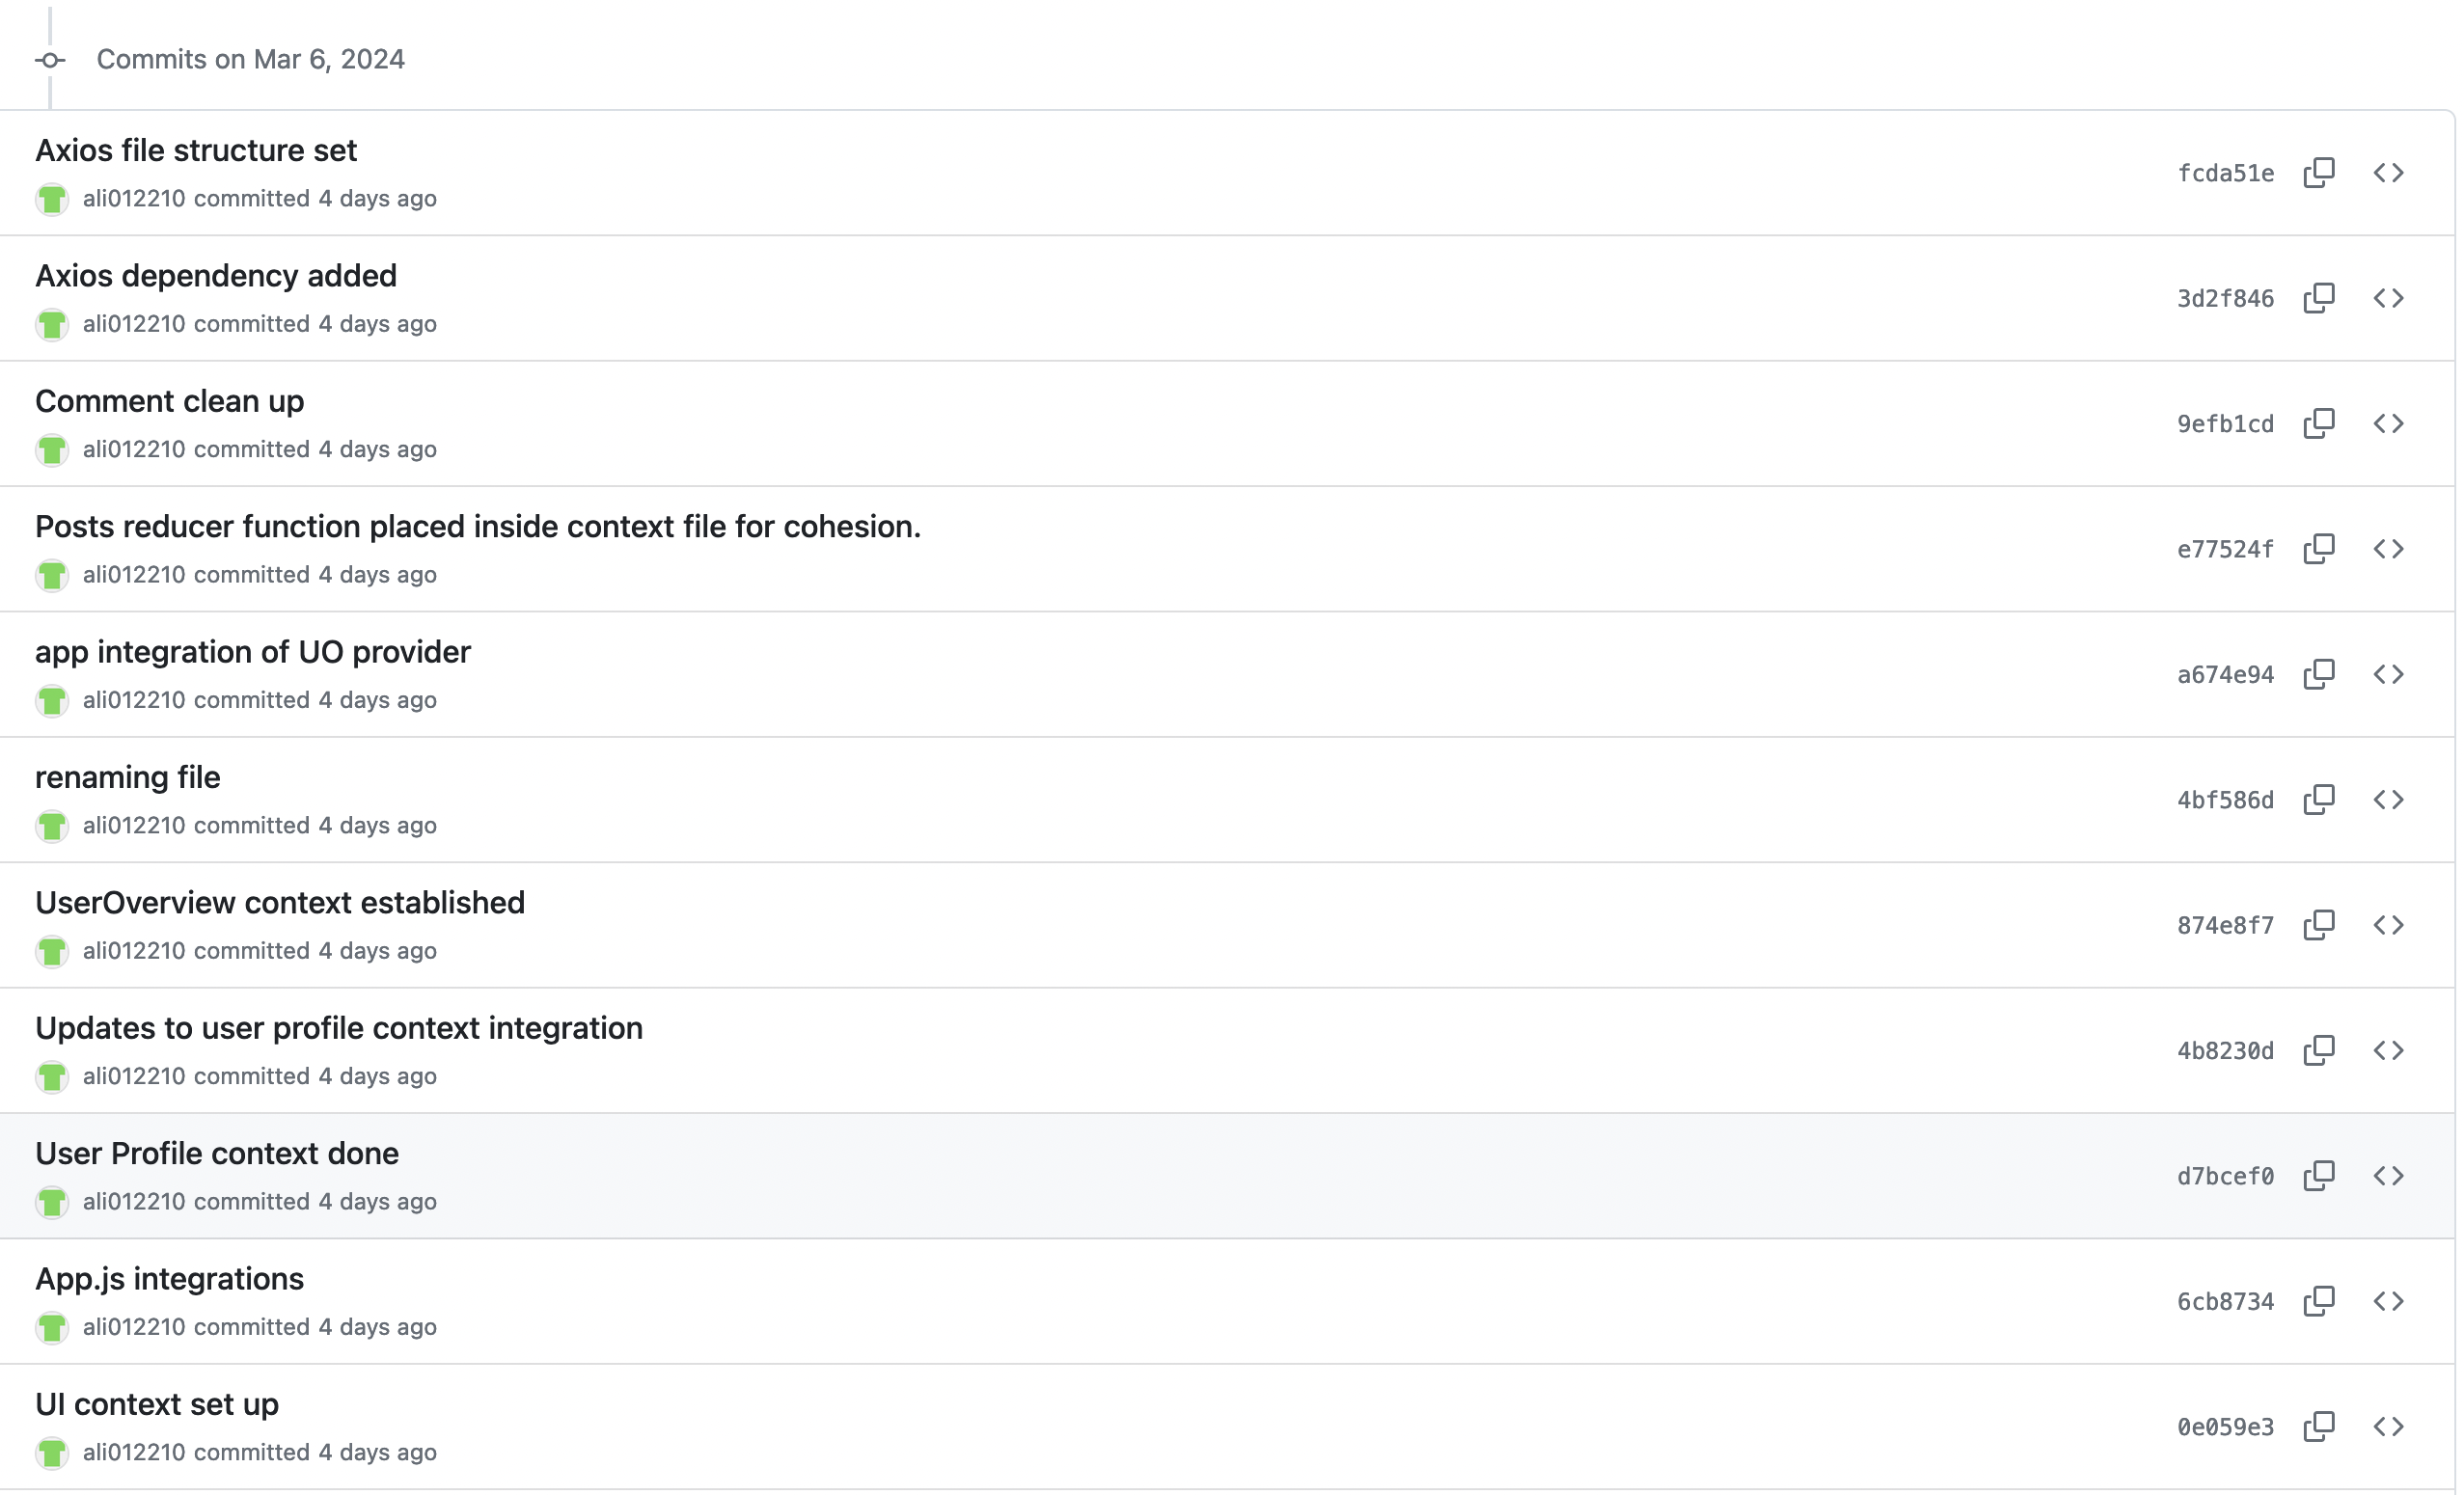 Commits on Mar 6, 2024
Axios file structure set
ali012210 committed 4 days ago
fcda51e
Axios dependency added
ali012210 committed 4 days ago
3d2f846
Comment clean up
ali012210 committed 4 days ago
9efb1cd
Posts reducer function placed inside context file for cohesion.
ali012210 committed 4 days ago
e77524f
app integration of UO provider
ali012210 committed 4 days ago
a674e94
renaming file
ali012210 committed 4 days ago
4bf586d
UserOverview context established
ali012210 committed 4 days ago
874e8f7
Updates to user profile context integration
ali012210 committed 4 days ago
4b8230d
User Profile context done
ali012210 committed 4 days ago
d7bcef0
App.js integrations
ali012210 committed 4 days ago
6cb8734
UI context set up
ali012210 committed 4 days ago
0e059e3